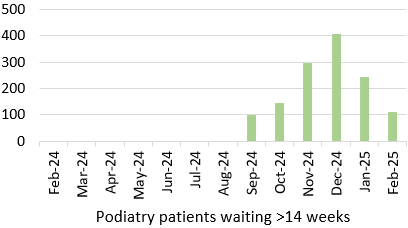 500
400
300
200
100
0
Feb-24
Mar-24
Apr-24
May-24
Jun-24
Jul-24
Aug-24
Sep-24
Oct-24
Nov-24
Dec-24
Jan-25
Feb-25
Podiatry patients waiting >14 weeks